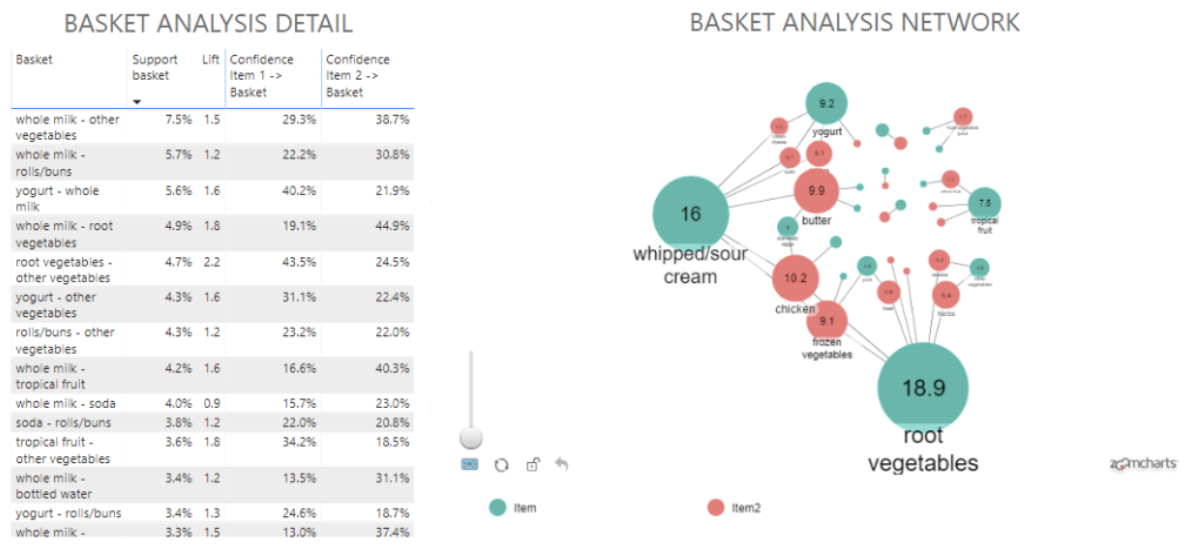 BASKET ANALYSIS DETAIL
Basket
Support
basket
Lift
Confidence
Item 1 ->
Basket
Confidence
Item 2 ->
Basket
whole milk - other
vegetables
7.5% 1.5 29.3% 38.7%
whole milk -
rolls/buns
5.7% 1.2 22.2% 30.8%
yogurt - whole
milk
5.6% 1.6 40.2% 21.9%
whole milk - root
vegetables
4.9% 1.8 19.1% 44.9%
root vegetables -
other vegetables
4.7% 2.2 43.5% 24.5%
yogurt - other
vegetables
4.3% 1.6 31.1% 22.4%
rolls/buns - other
vegetables
4.3% 1.2 23.2% 22.0%
whole milk -
tropical fruit
4.2% 1.6 16.6% 40.3%
whole milk - soda 4.0% 0.9 15.7% 23.0%
soda - rolls/buns 3.8% 1.2 22.0% 20.8%
tropical fruit -
other vegetables
3.6% 1.8 34.2% 18.5%
whole milk -
bottled water
3.4% 1.2 13.5% 31.1%
yogurt - rolls/buns 3.4% 1.3 24.6% 18.7%
whole milk - 3.3% 1.5 13.0% 37.4%
BASKET ANALYSIS NETWORK
9.2
yogurt
9.9
butter
16
whipped/sour
cream
7.5
tropical
fruit
10.2
chicken
9.1
frozen
vegetables
herbs
18.9
root
vegetables
zoomcharts
Item
Item2